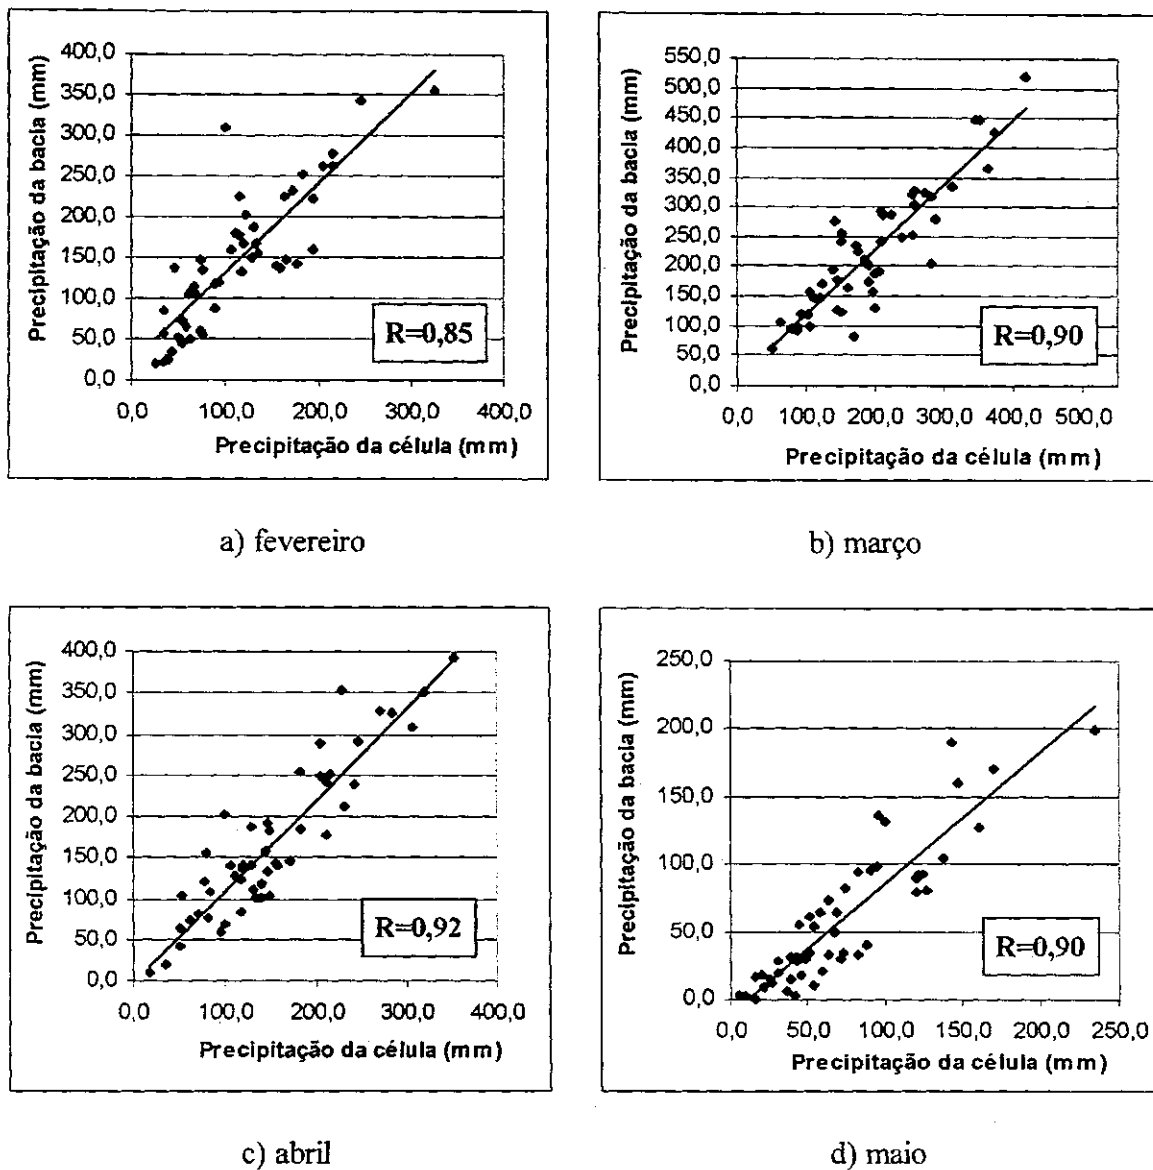 Precipitação da bacia (mm)
400,0
350,0
300,0
250,0
200,0
150,0
100,0
50,0
0,0
R=0,85
0,0 100,0 200,0 300,0 400,0
Precipitação da célula (mm)
a) fevereiro
Precipitação da bacia (mm)
550,0
500,0
450,0
400,0
350,0
300,0
250,0
200,0
150,0
100,0
50,0
0,0
R=0,90
0,0 100,0 200,0 300,0 400,0 500,0
Precipitação da célula (mm)
b) março
Precipitação da bacia (mm)
400,0
350,0
300,0
250,0
200,0
150,0
100,0
50,0
0,0
R=0,92
0,0 100,0 200,0 300,0 400,0
Precipitação da célula (mm)
c) abril
Precipitação da bacia (mm)
250,0
200,0
150,0
100,0
50,0
0,0
R=0,90
0,0 50,0 100,0 150,0 200,0 250,0
Precipitação da célula (mm)
d) maio